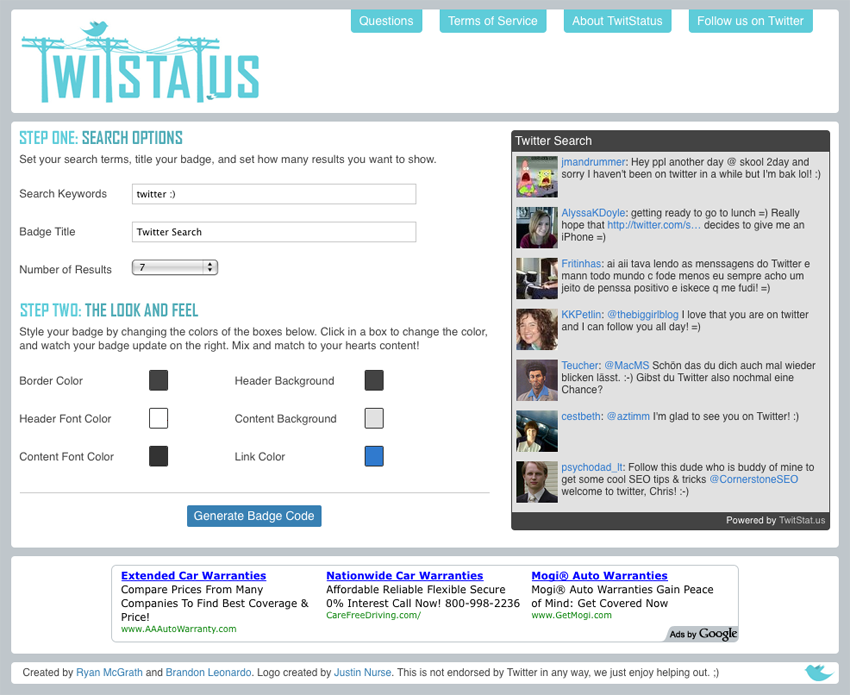 TWITSTATUS
Questions
Terms of Service
About TwitStatus
Follow us on Twitter
STEP ONE: SEARCH OPTIONS
Set your search terms, title your badge, and set how many results you want to show.
Search Keywords
twitter :)
Badge Title
Twitter Search
Number of Results
7
STEP TWO: THE LOOK AND FEEL
Style your badge by changing the colors of the boxes below. Click in a box to change the color,
and watch your badge update on the right. Mix and match to your hearts content!
Border Color
Header Background
Header Font Color
Content Background
Content Font Color
Link Color
Generate Badge Code
Twitter Search
jmandrummer: Hey ppl another day @ skool 2day and
sorry I haven't been on twitter in a while but I'm bak lol! :)
AlyssaKDoyle: getting ready to go to lunch =) Really
hope that http://twitter.com/s... decides to give me an
iPhone =)
Fritinhas: ai aii tava lendo as menssagens do Twitter e
mann todo mundo c fode menos eu sempre acho um
jeito de penssa positivo e iskece q me fudi! =)
KKPetlin: @thebiggirlblog I love that you are on twitter
and I can follow you all day! =)
Teucher: @MacMS Schön das du dich auch mal wieder
blicken lässt. :-) Gibst du Twitter also nochmal eine
Chance?
cestbeth: @aztimm I'm glad to see you on Twitter! :)
psychodad_lt: Follow this dude who is buddy of mine to
get some cool SEO tips & tricks @CornerstoneSEO
welcome to twitter, Chris! :-)
Powered by TwitStat.us
Extended Car Warranties
Compare Prices From Many
Companies To Find Best Coverage &
Price!
www.AAAutoWarranty.com
Nationwide Car Warranties
Affordable Reliable Flexible Secure
0% Interest Call Now! 800-998-2236
CareFreeDriving.com/
Mogi® Auto Warranties
Mogi® Auto Warranties Gain Peace
of Mind: Get Covered Now
www.GetMogi.com
Ads by Google
Created by Ryan McGrath and Brandon Leonardo. Logo created by Justin Nurse. This is not endorsed by Twitter in any way, we just enjoy helping out. ;)